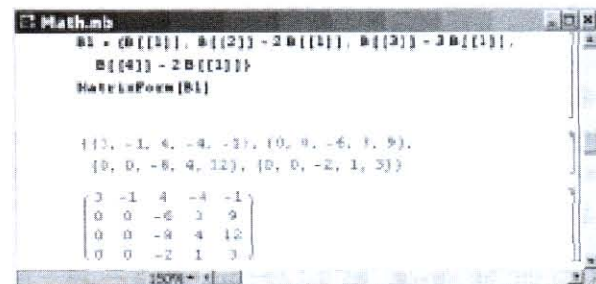 Math.nb
B1 = {B[[1]], B[[2]] - 2 B[[1]], B[[3]] - 3 B[[1]],
B[[4]] - 2 B[[1]]}
MatrixForm[B1]
{{3, -1, 4, -4, -1}, {0, 0, -6, 3, 9},
{0, 0, -8, 4, 12}, {0, 0, -2, 1, 3}}
3 -1 4 -4 -1
0 0 -6 3 9
0 0 -8 4 12
0 0 -2 1 3
150%